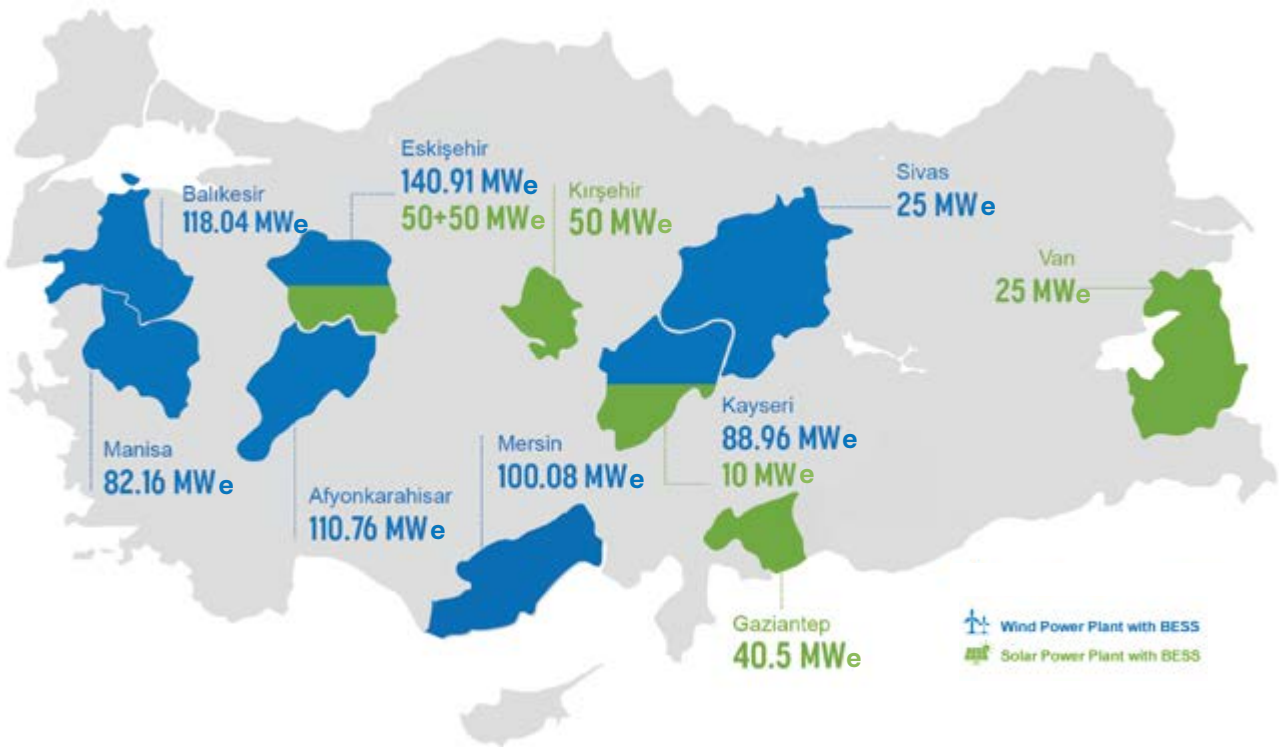 Eskişehir
140.91 MWe
50+50 MWe
Balıkesir
118.04 MWe
Kırşehir
50 MWe
Sivas
25 MWe
Van
25 MWe
Manisa
82.16 MWe
Afyonkarahisar
110.76 MWe
Mersin
100.08 MWe
Kayseri
88.96 MWe
10 MWe
Gaziantep
40.5 MWe
Wind Power Plant with BESS
Solar Power Plant with BESS